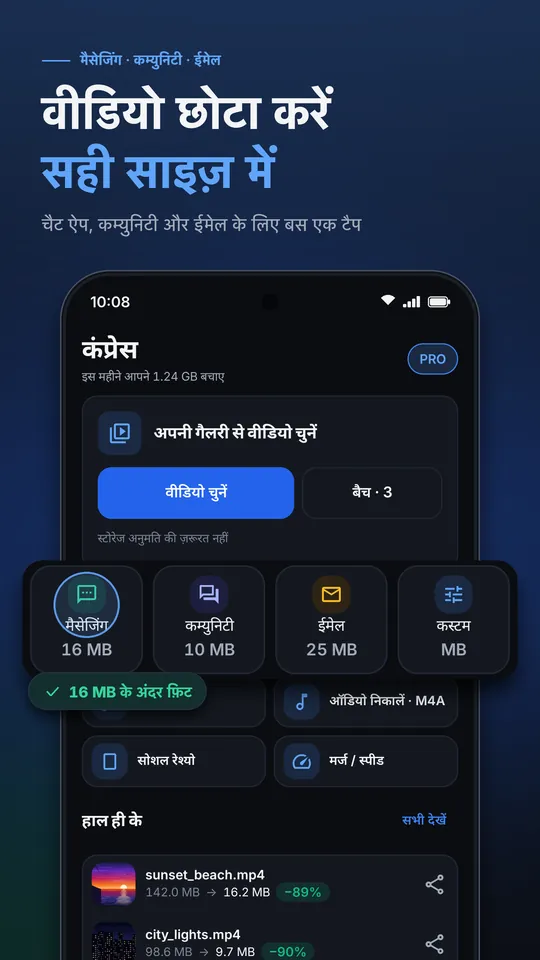 मैसेजिंग · कम्युनिटी · ईमेल
वीडियो छोटा करें
सही साइज़ में
चैट ऐप, कम्युनिटी और ईमेल के लिए बस एक टैप
10:08
कंप्रेस
इस महीने आपने 1.24 GB बचाए
PRO
अपनी गैलरी से वीडियो चुनें
वीडियो चुनें
बैच · 3
स्टोरेज अनुमति की ज़रूरत नहीं
मैसेजिंग
16 MB
कम्युनिटी
10 MB
ईमेल
25 MB
कस्टम
MB
16 MB के अंदर फ़िट
ऑडियो निकालें · M4A
सोशल रेश्यो
मर्ज / स्पीड
हाल ही के
सभी देखें
sunset_beach.mp4
142.0 MB → 16.2 MB −89%
city_lights.mp4
98.6 MB → 9.7 MB −90%